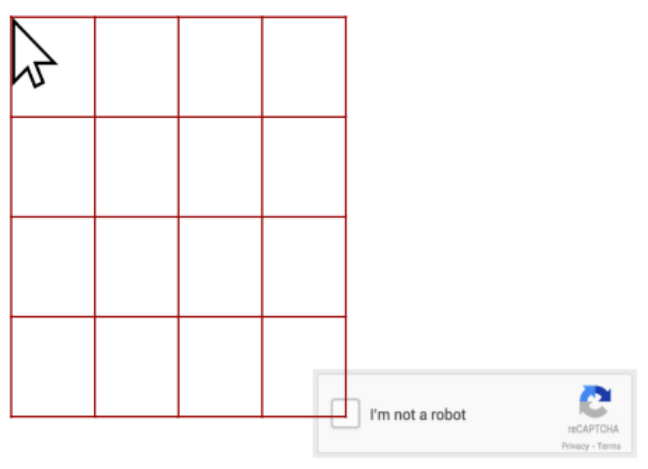 I'm not a robot
reCAPTCHA
Privacy - Terms